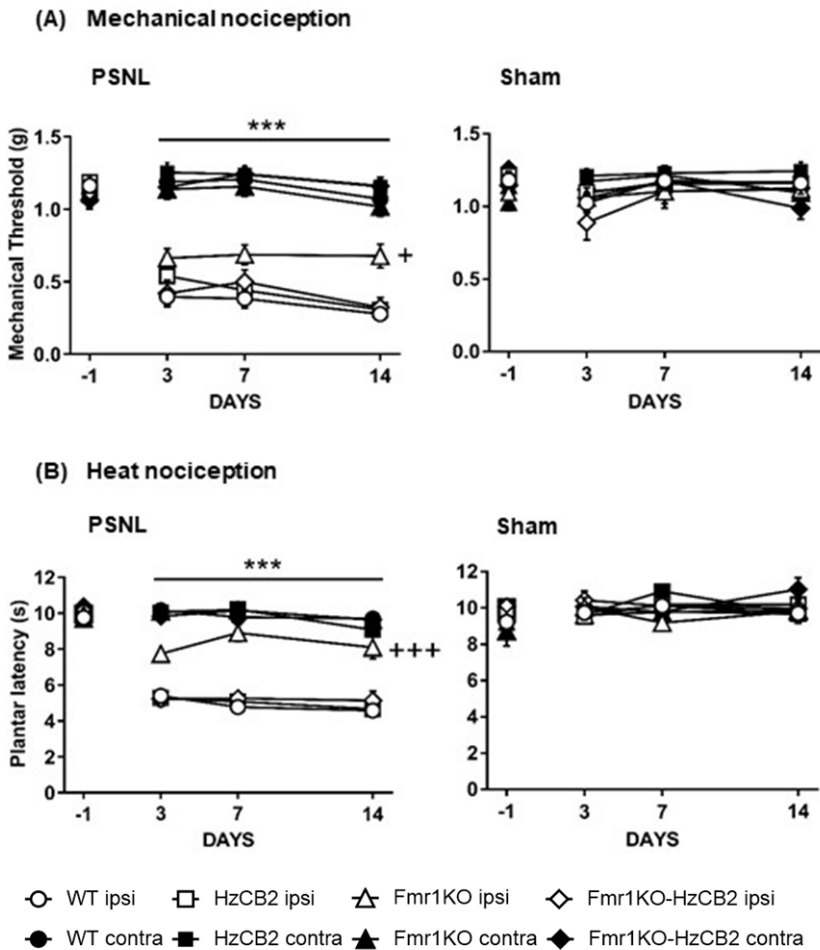 (A) Mechanical nociception
PSNL
Sham
***
Mechanical Threshold (g)
1.5
1.0
0.5
0.0
+
-1 3 7 14
DAYS
1.5
1.0
0.5
0.0
-1 3 7 14
DAYS
(B) Heat nociception
PSNL
Sham
***
Plantar latency (s)
12
10
8
6
4
2
0
+++
-1 3 7 14
DAYS
12
10
8
6
4
2
0
-1 3 7 14
DAYS
WT ipsi HzCB2 ipsi Fmr1KO ipsi Fmr1KO-HzCB2 ipsi
WT contra HzCB2 contra Fmr1KO contra Fmr1KO-HzCB2 contra